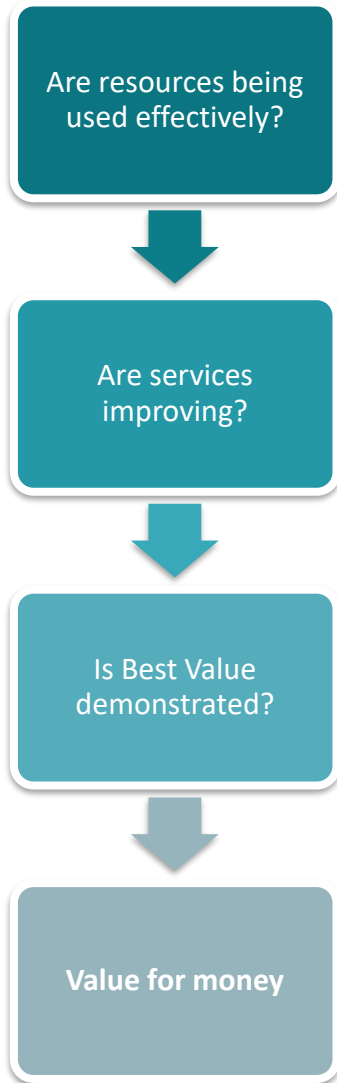 Are resources being
used effectively?
Are services
improving?
Is Best Value
demonstrated?
Value for money